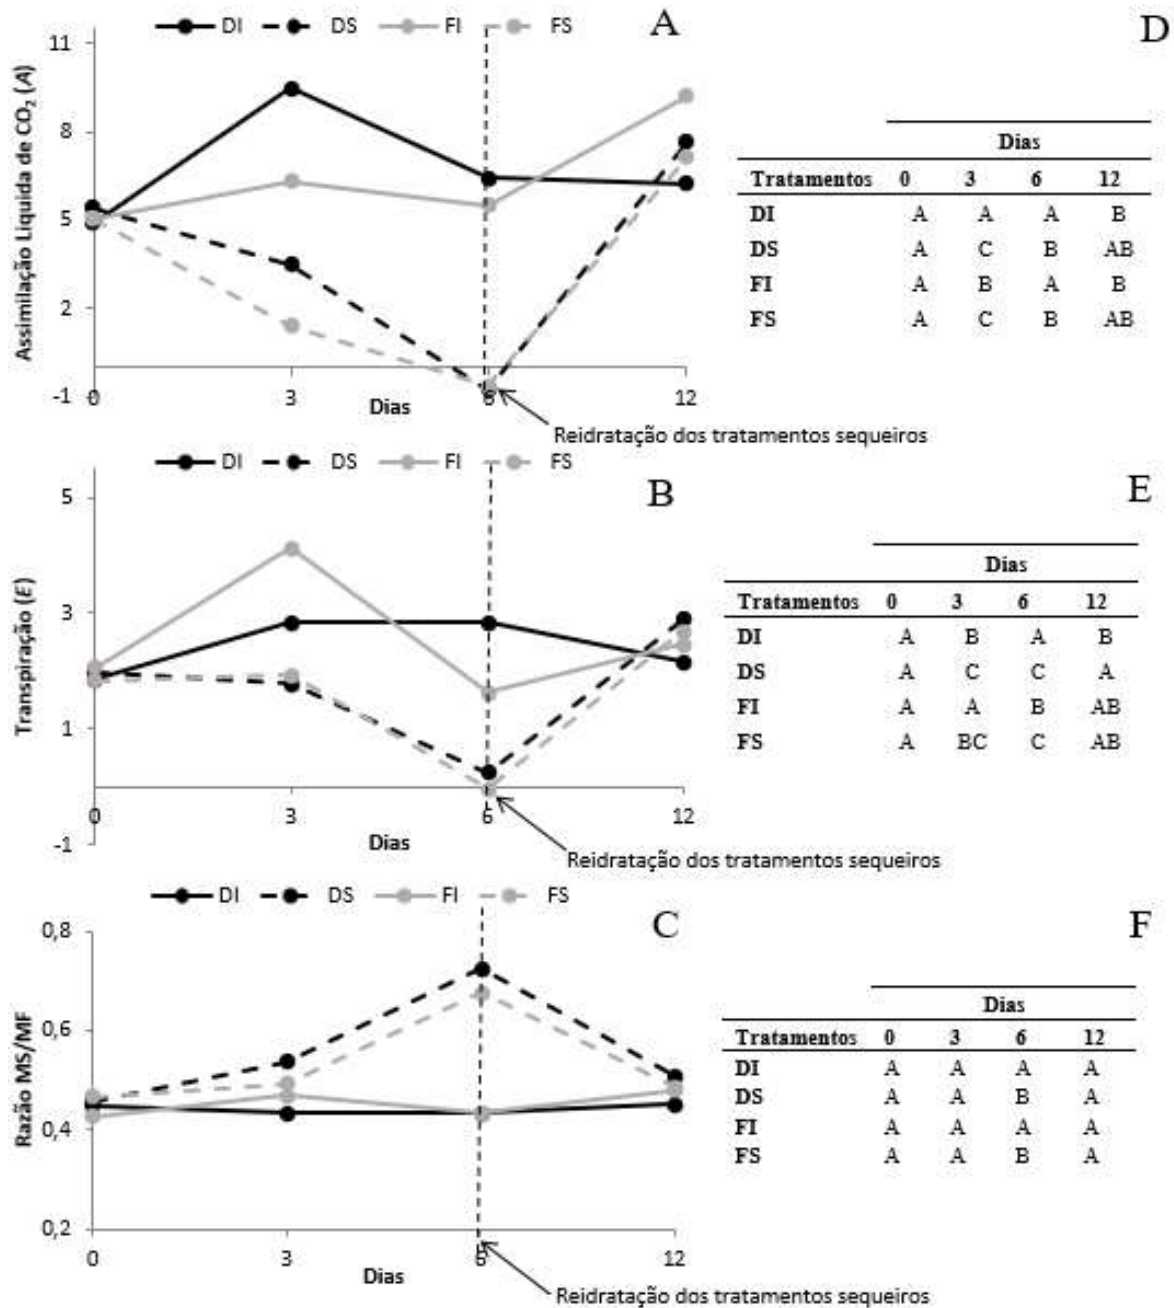 DI DS FI FS
A
D
11
8
5
2
-1
Assimilação Liquida de CO₂ (A)
0 3 6 12
Dias
Reidratação dos tratamentos sequeiros
Dias
Tratamentos 0 3 6 12
DI A A A B
DS A C B AB
FI A B A B
FS A C B AB
DI DS FI FS
B
E
5
3
1
-1
Transpiração (E)
0 3 6 12
Dias
Reidratação dos tratamentos sequeiros
Dias
Tratamentos 0 3 6 12
DI A B A B
DS A C C A
FI A A B AB
FS A BC C AB
DI DS FI FS
C
F
0,8
0,6
0,4
0,2
Razão MS/MF
0 3 6 12
Dias
Reidratação dos tratamentos sequeiros
Dias
Tratamentos 0 3 6 12
DI A A A A
DS A A B A
FI A A A A
FS A A B A